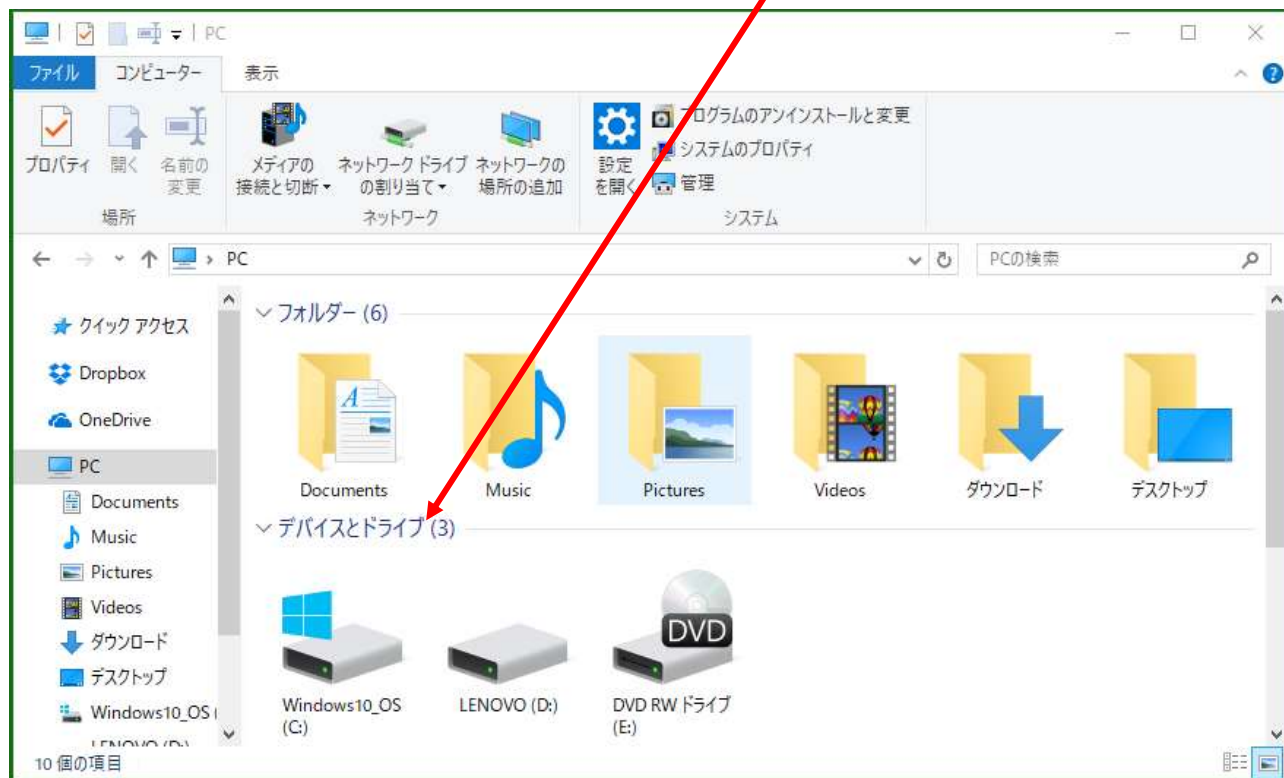 PC
ファイル コンピューター 表示
プロパティ 開く 名前の変更
メディアの接続と切断 ネットワーク ドライブの割り当て ネットワークの場所の追加
設定を開く
プログラムのアンインストールと変更
システムのプロパティ
管理
場所 ネットワーク システム
PC PCの検索
クイック アクセス
Dropbox
OneDrive
PC
Documents
Music
Pictures
Videos
ダウンロード
デスクトップ
Windows10_OS (
LENOVO (D:)
フォルダー (6)
Documents Music Pictures Videos ダウンロード デスクトップ
デバイスとドライブ (3)
DVD
Windows10_OS (C:)
LENOVO (D:)
DVD RW ドライブ (E:)
10 個の項目